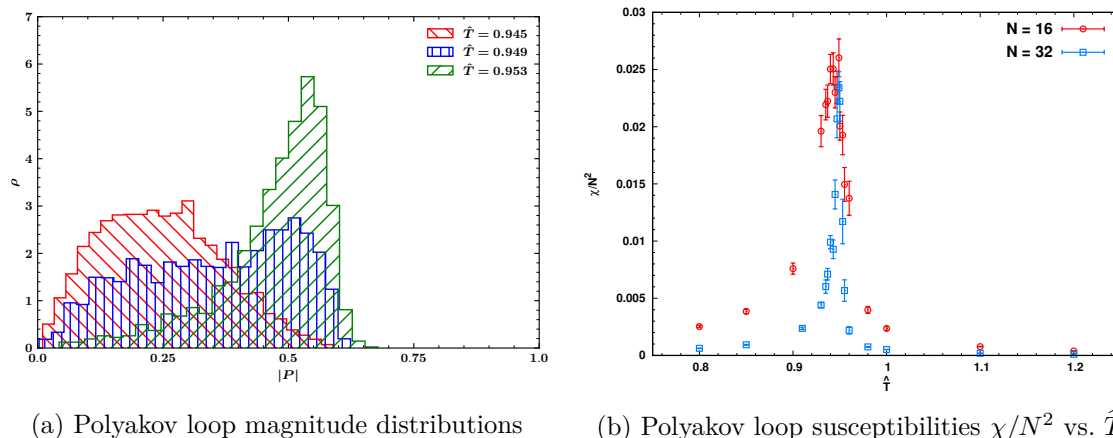 7
6
5
4
3
2
1
0
ρ
T̂ = 0.945
T̂ = 0.949
T̂ = 0.953
0.0
0.25
0.5
0.75
1.0
|P|
(a) Polyakov loop magnitude distributions
0.03
0.025
0.02
0.015
0.01
0.005
0
χ/N²
N = 16
N = 32
0.8
0.9
1
1.1
1.2
T̂
(b) Polyakov loop susceptibilities χ/N² vs. T̂